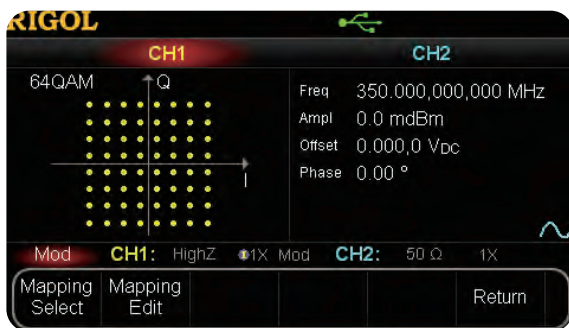 RIGOL
CH1
CH2
64QAM
Q
I
Freq 350.000,000,000 MHz
Ampl 0.0 mdBm
Offset 0.000,0 VDC
Phase 0.00 °
Mod CH1: HighZ 1X Mod CH2: 50 Ω 1X
Mapping Select
Mapping Edit
Return